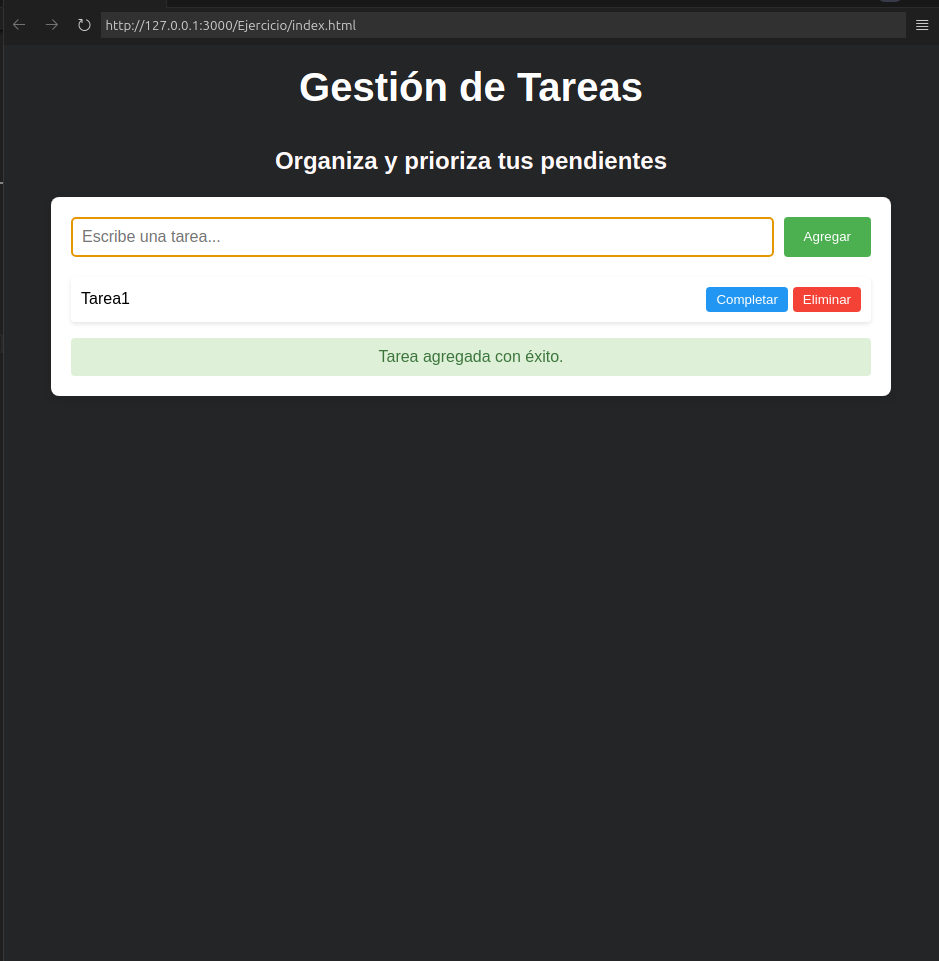 http://127.0.0.1:3000/Ejercicio/index.html
Gestión de Tareas
Organiza y prioriza tus pendientes
Escribe una tarea...
Agregar
Tarea1
Completar
Eliminar
Tarea agregada con éxito.